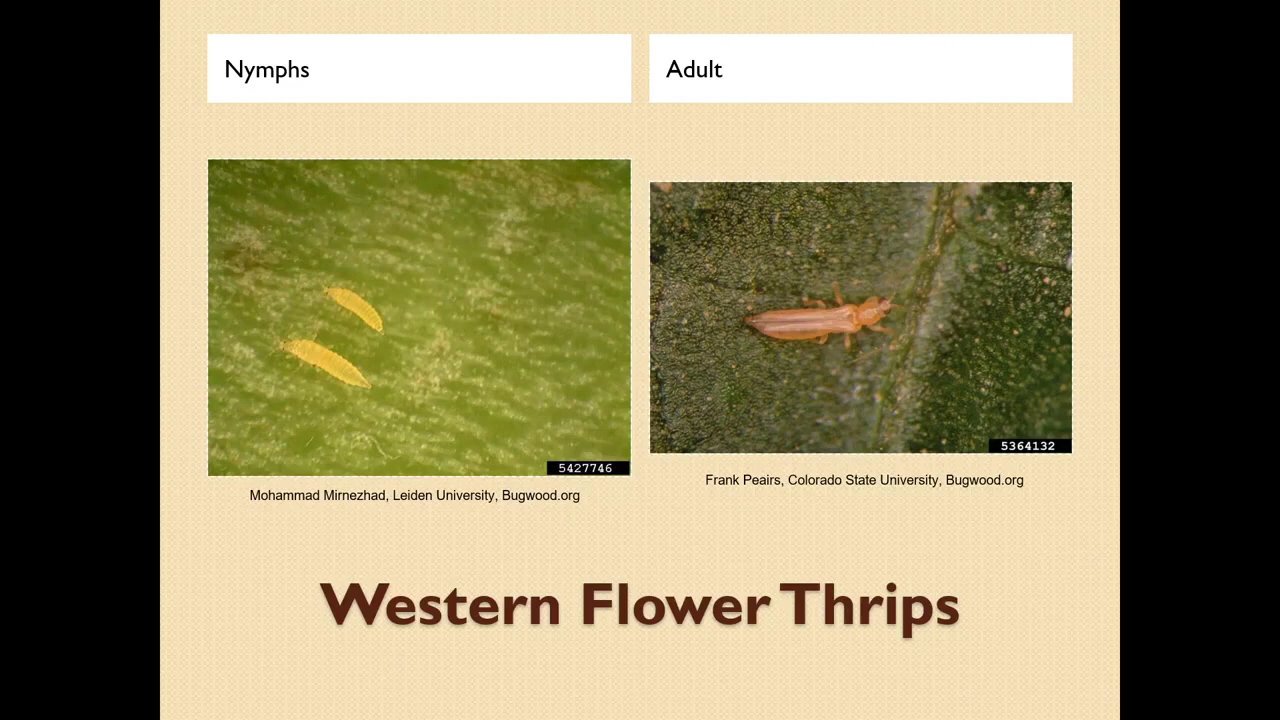 Nymphs
Adult
5427746
5364132
Mohammad Mirnezhad, Leiden University, Bugwood.org
Frank Peairs, Colorado State University, Bugwood.org
Western Flower Thrips